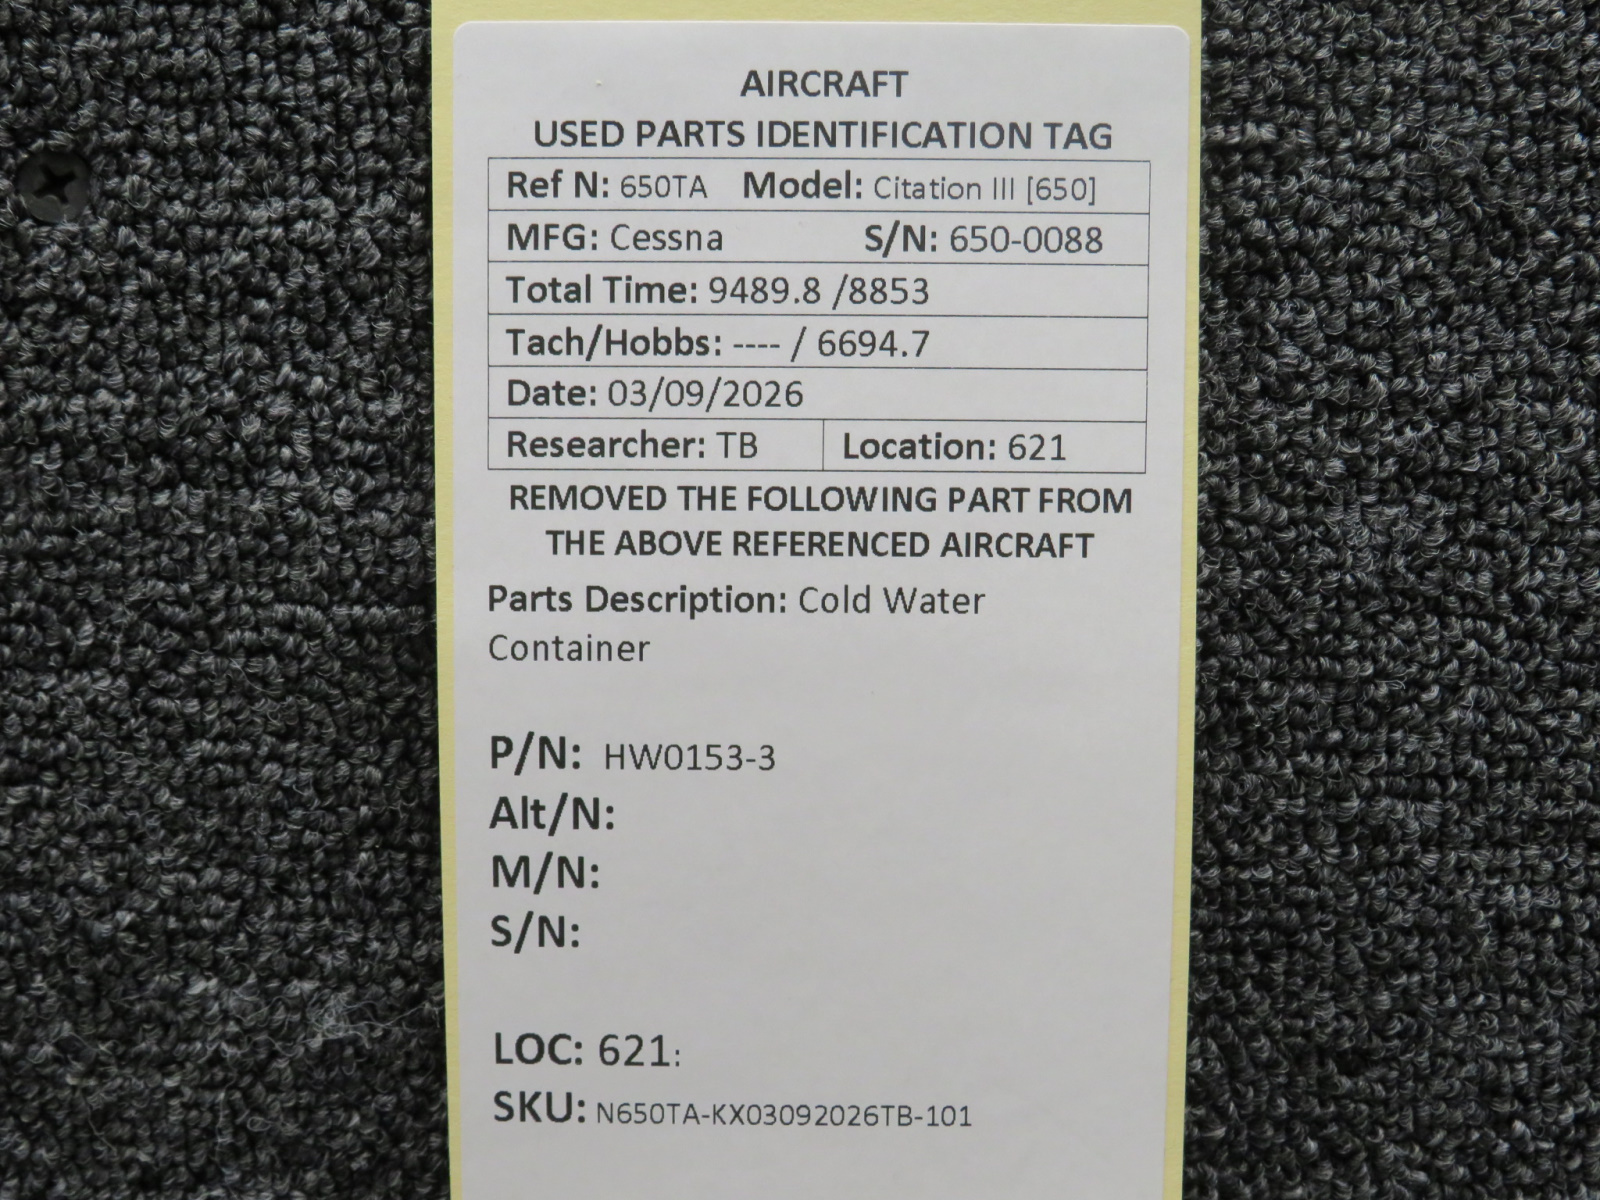 AIRCRAFT
USED PARTS IDENTIFICATION TAG
Ref N: 650TA Model: Citation III [650]
MFG: Cessna S/N: 650-0088
Total Time: 9489.8 /8853
Tach/Hobbs: ---- / 6694.7
Date: 03/09/2026
Researcher: TB Location: 621
REMOVED THE FOLLOWING PART FROM
THE ABOVE REFERENCED AIRCRAFT
Parts Description: Cold Water
Container
P/N: HW0153-3
Alt/N:
M/N:
S/N:
LOC: 621:
SKU: N650TA-KX03092026TB-101